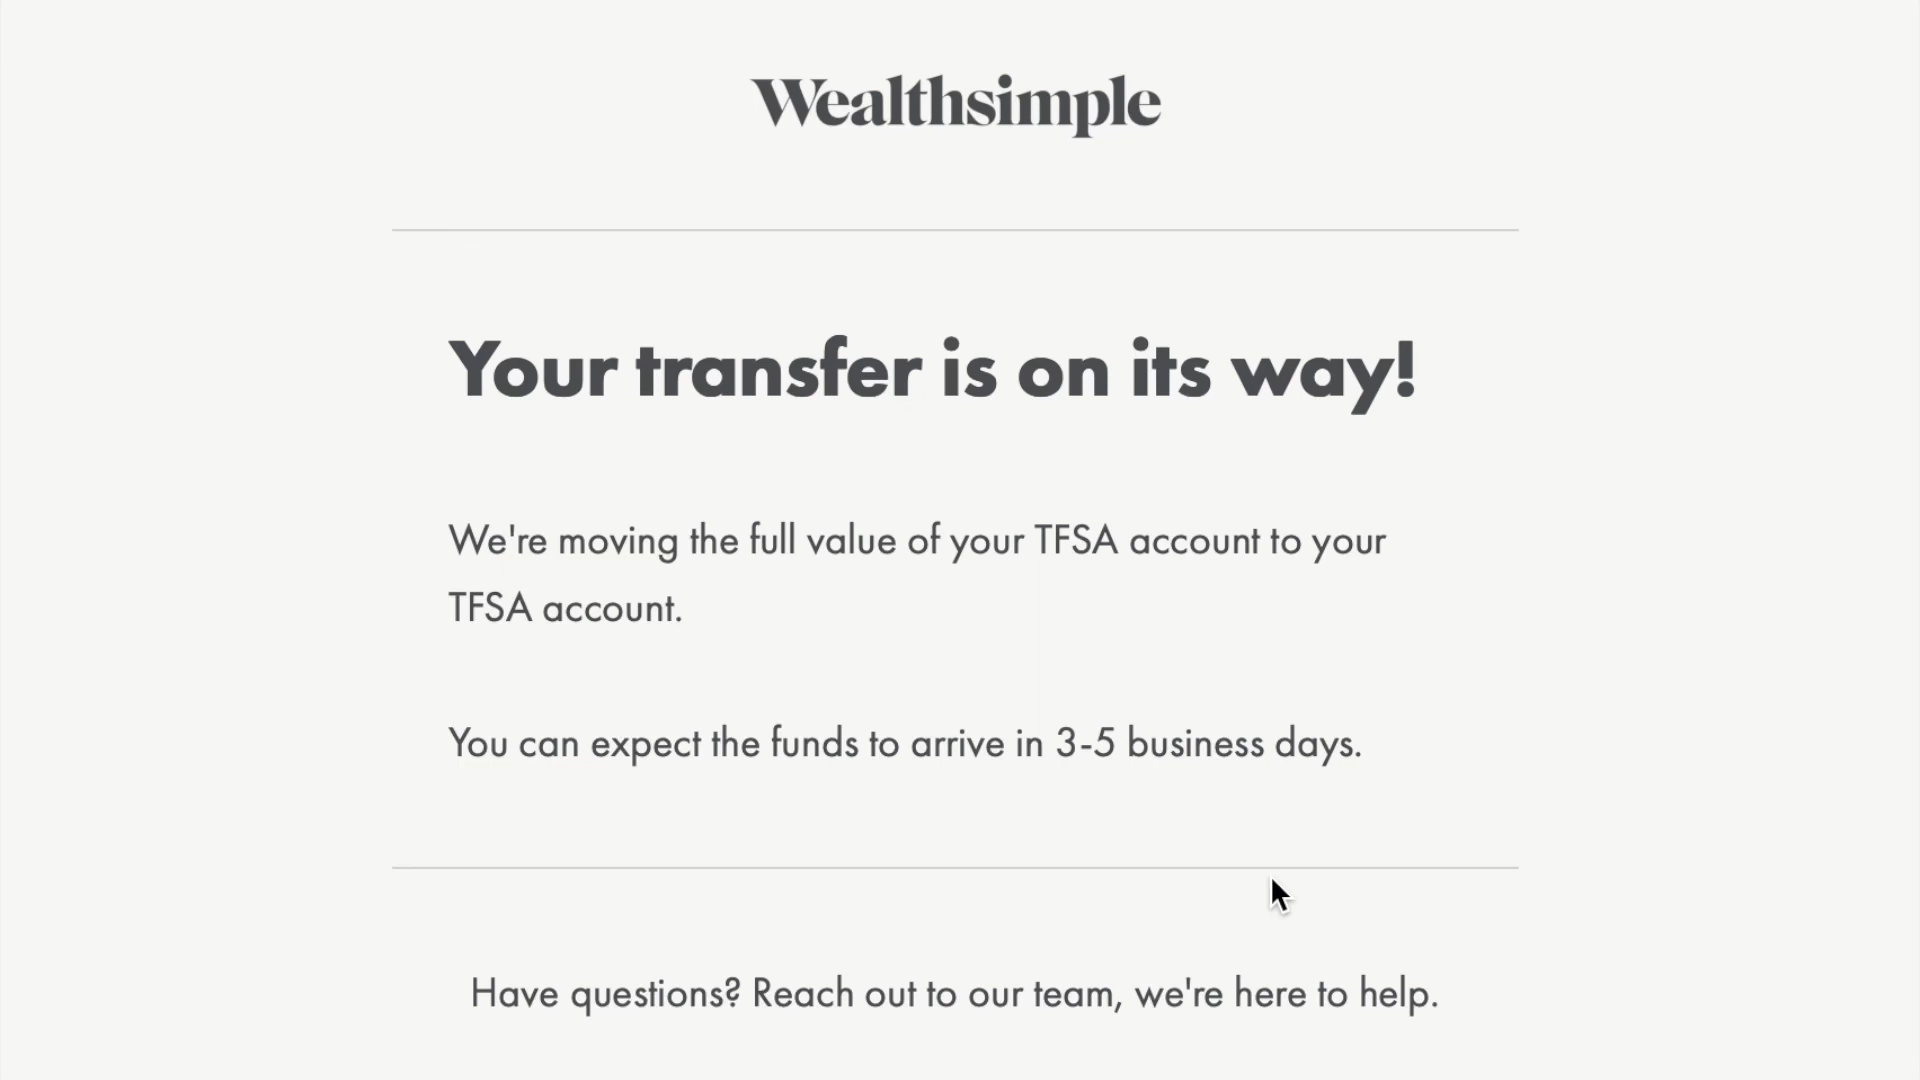 Wealthsimple
Your transfer is on its way!
We're moving the full value of your TFSA account to your
TFSA account.
You can expect the funds to arrive in 3-5 business days.
Have questions? Reach out to our team, we're here to help.